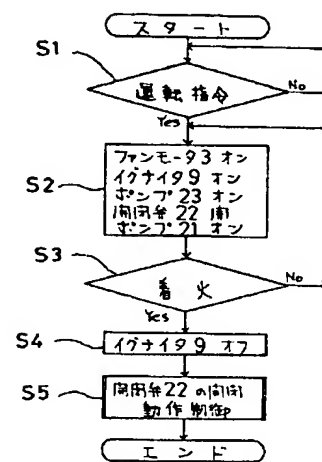 スタート
S1
運転指令
No
Yes
S2
ファンモータ3 オン
イグナイタ9 オン
ポンプ23 オン
開閉弁22 開
ポンプ21 オン
S3
着火
No
Yes
S4
イグナイタ9 オフ
S5
開閉弁22の開閉
動作制御
エンド